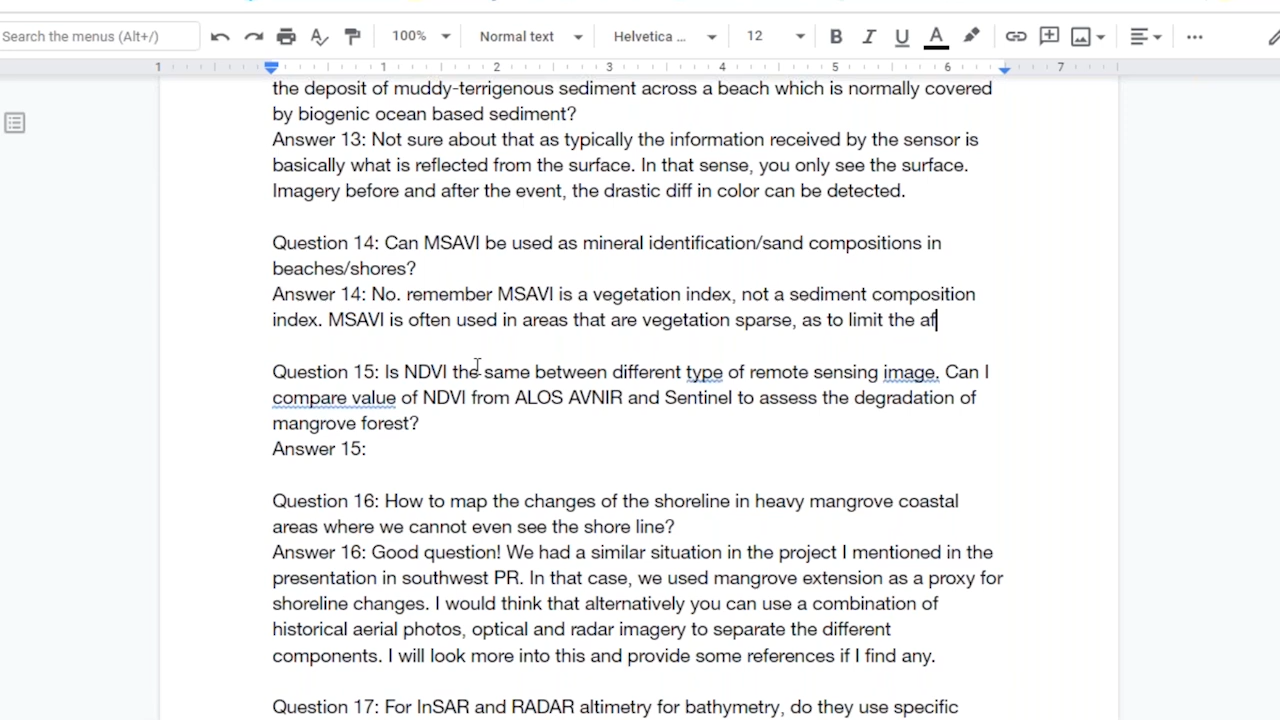 Search the menus (Alt+/)
100%
Normal text
Helvetica ...
12
B I U A
1 1 2 3 4 5 6 7
the deposit of muddy-terrigenous sediment across a beach which is normally covered
by biogenic ocean based sediment?
Answer 13: Not sure about that as typically the information received by the sensor is
basically what is reflected from the surface. In that sense, you only see the surface.
Imagery before and after the event, the drastic diff in color can be detected.
Question 14: Can MSAVI be used as mineral identification/sand compositions in
beaches/shores?
Answer 14: No. remember MSAVI is a vegetation index, not a sediment composition
index. MSAVI is often used in areas that are vegetation sparse, as to limit the af
Question 15: Is NDVI the same between different type of remote sensing image. Can I
compare value of NDVI from ALOS AVNIR and Sentinel to assess the degradation of
mangrove forest?
Answer 15:
Question 16: How to map the changes of the shoreline in heavy mangrove coastal
areas where we cannot even see the shore line?
Answer 16: Good question! We had a similar situation in the project I mentioned in the
presentation in southwest PR. In that case, we used mangrove extension as a proxy for
shoreline changes. I would think that alternatively you can use a combination of
historical aerial photos, optical and radar imagery to separate the different
components. I will look more into this and provide some references if I find any.
Question 17: For InSAR and RADAR altimetry for bathymetry, do they use specific